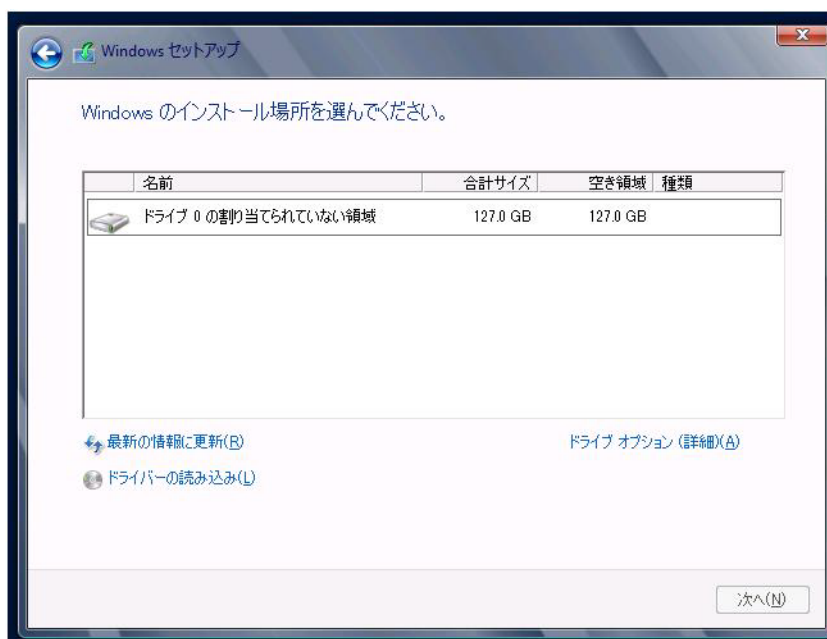 Windows セットアップ
Windows のインストール場所を選んでください。
名前 合計サイズ 空き領域 種類
ドライブ 0 の割り当てられていない領域 127.0 GB 127.0 GB
最新の情報に更新(R) ドライブ オプション (詳細)(A)
ドライバーの読み込み(L)
次へ(N)